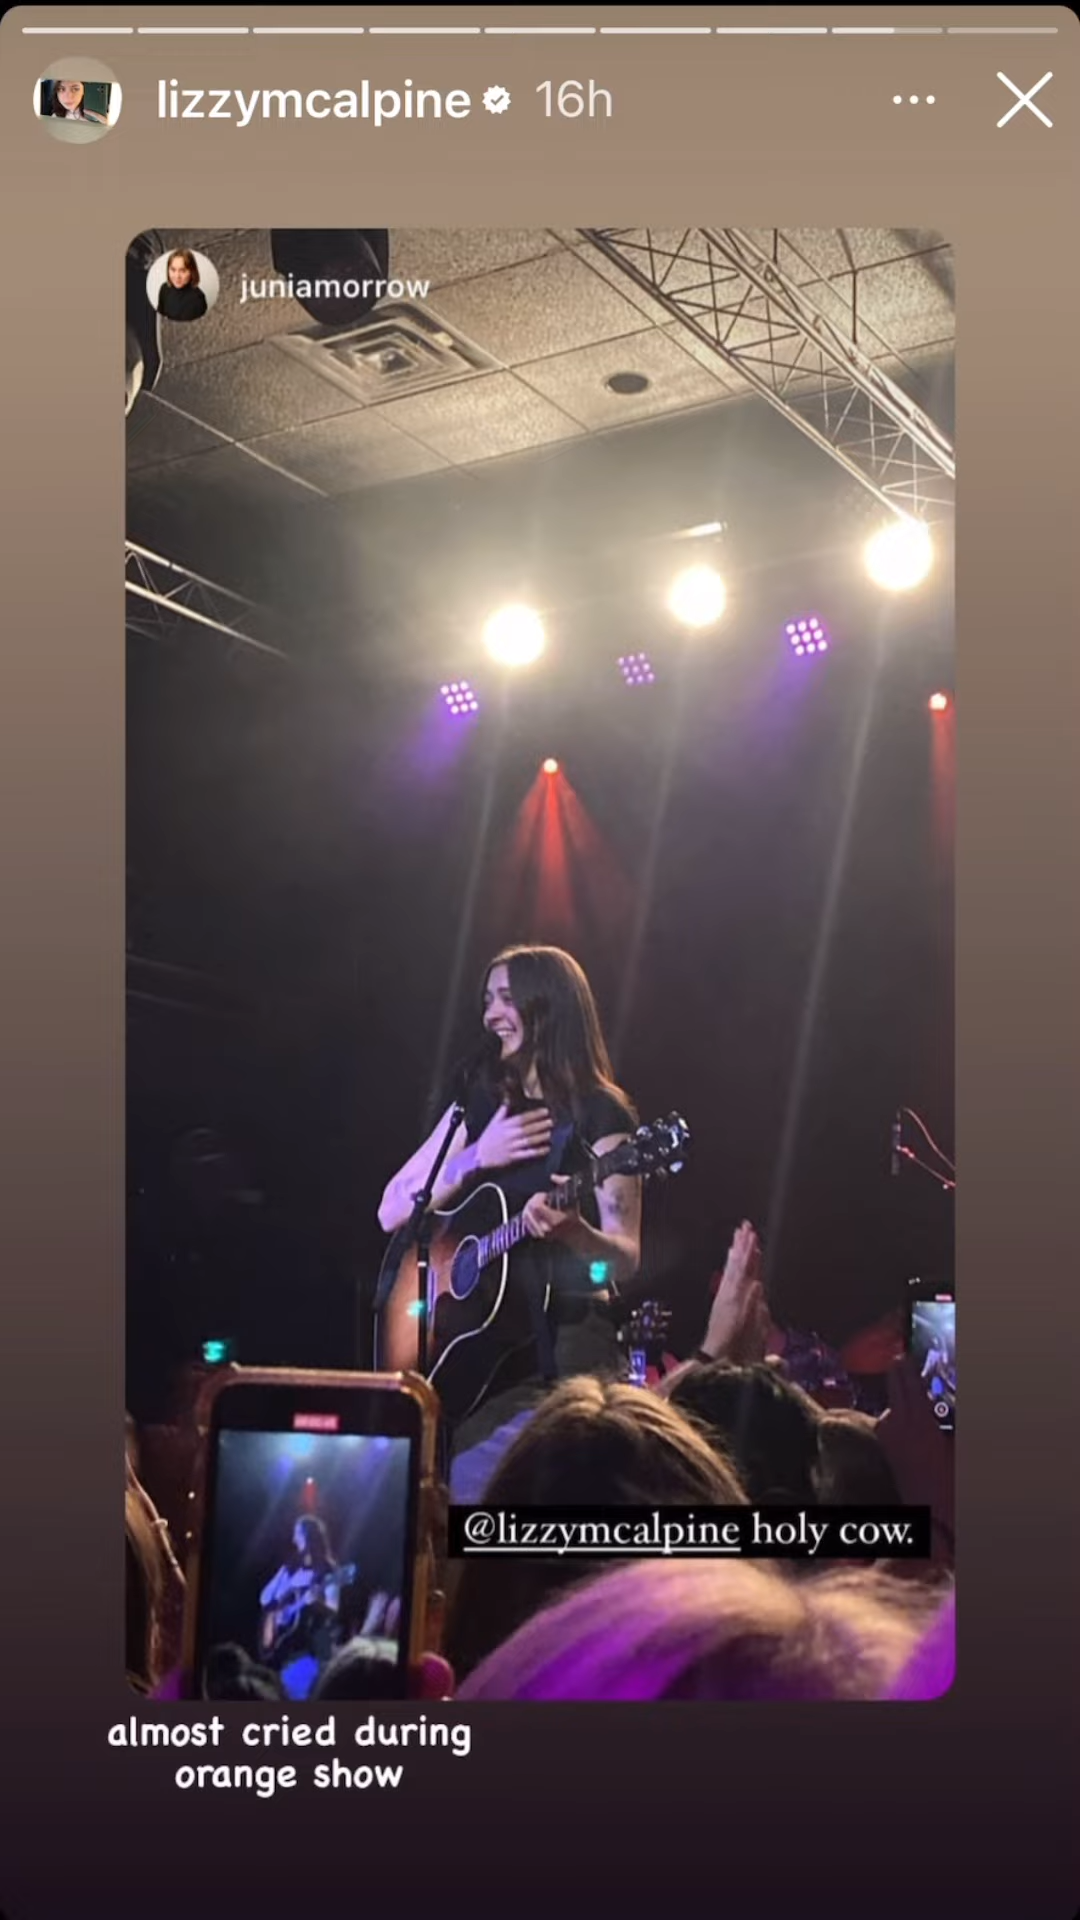 lizzymcalpine 16h
juniamorrow
@lizzymcalpine holy cow.
almost cried during
orange show